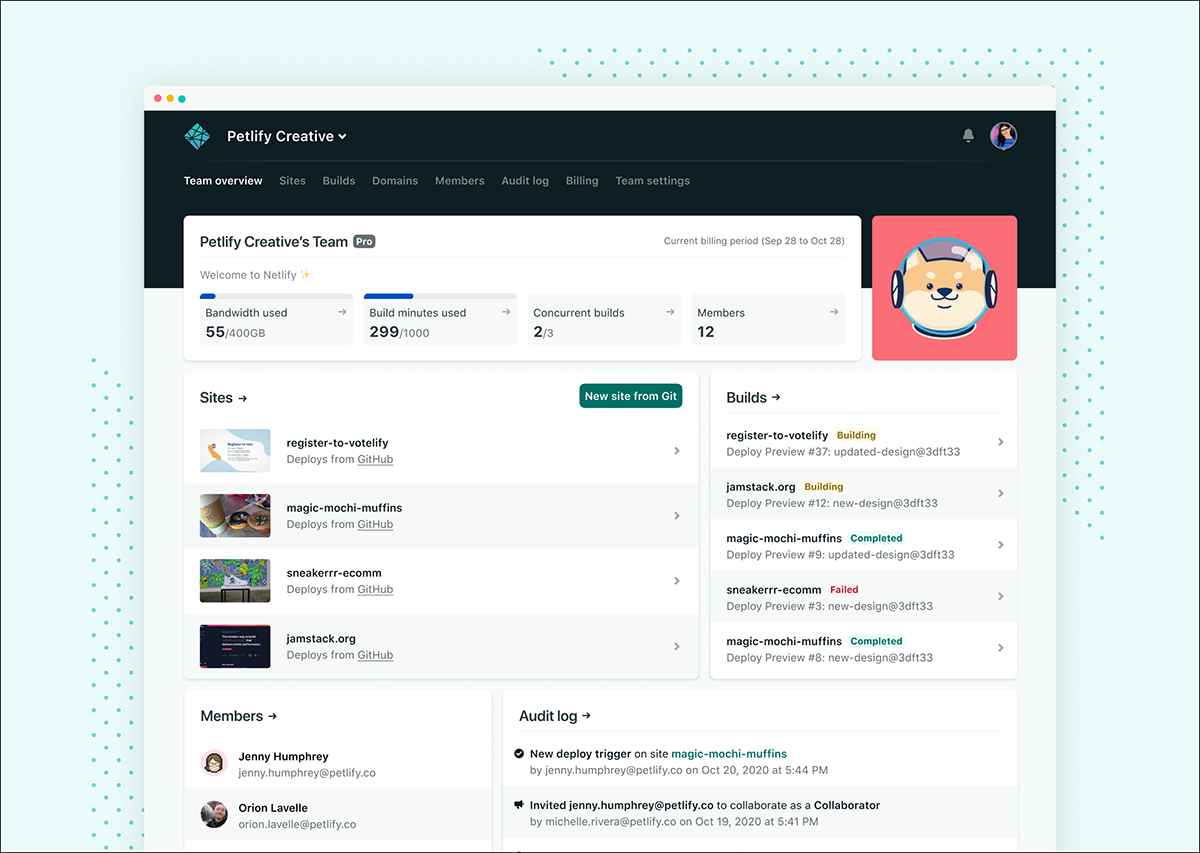 Petlify Creative
Team overview Sites Builds Domains Members Audit log Billing Team settings
Petlify Creative’s Team Pro
Current billing period (Sep 28 to Oct 28)
Welcome to Netlify ✨
Bandwidth used →
55/400GB
Build minutes used →
299/1000
Concurrent builds →
2/3
Members →
12
Sites →
New site from Git
register-to-votelify
Deploys from GitHub
magic-mochi-muffins
Deploys from GitHub
sneakerrr-ecomm
Deploys from GitHub
jamstack.org
Deploys from GitHub
Builds →
register-to-votelify Building
Deploy Preview #37: updated-design@3dft33
jamstack.org Building
Deploy Preview #12: new-design@3dft33
magic-mochi-muffins Completed
Deploy Preview #9: updated-design@3dft33
sneakerrr-ecomm Failed
Deploy Preview #3: new-design@3dft33
magic-mochi-muffins Completed
Deploy Preview #8: new-design@3dft33
Members →
Jenny Humphrey
jenny.humphrey@petlify.co
Orion Lavelle
orion.lavelle@petlify.co
Audit log →
New deploy trigger on site magic-mochi-muffins
by jenny.humphrey@petlify.co on Oct 20, 2020 at 5:44 PM
Invited jenny.humphrey@petlify.co to collaborate as a Collaborator
by michelle.rivera@petlify.co on Oct 19, 2020 at 5:41 PM